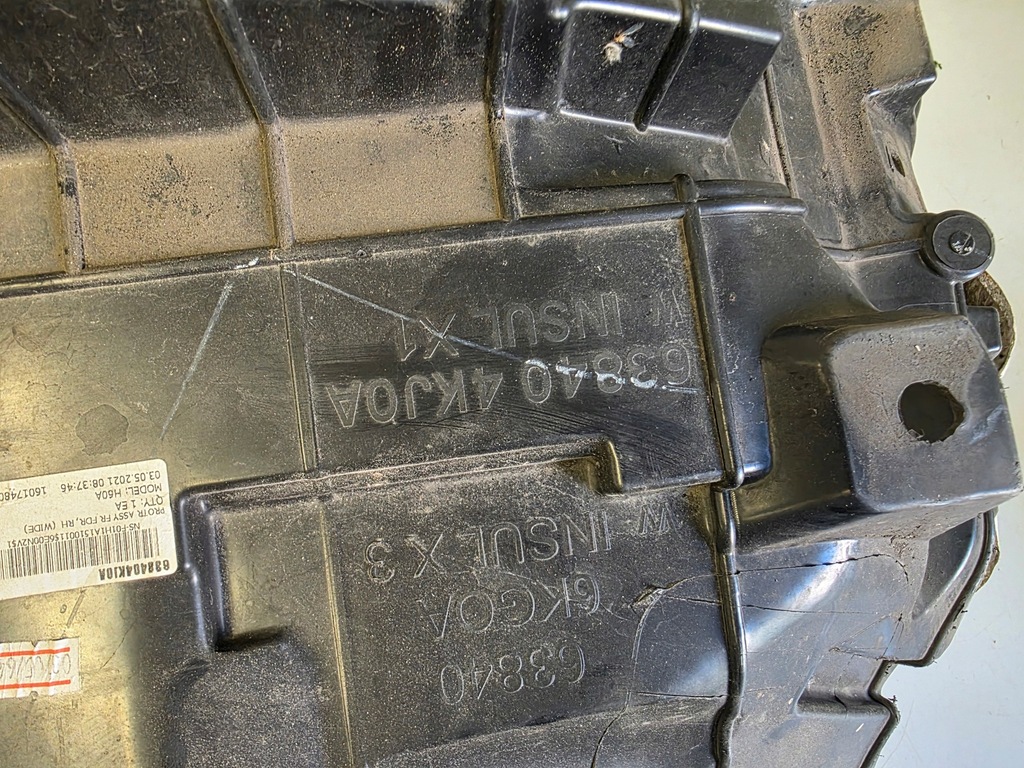 63840 4KJ0A
W INSUL X1
63840
6KG0A
W INSUL X 3
638404KJ0A
PROTR ASSY FR FDR, RH (WIDE)
QTY: 1 EA
MODEL: H60A
03.05.2021 08:37:46